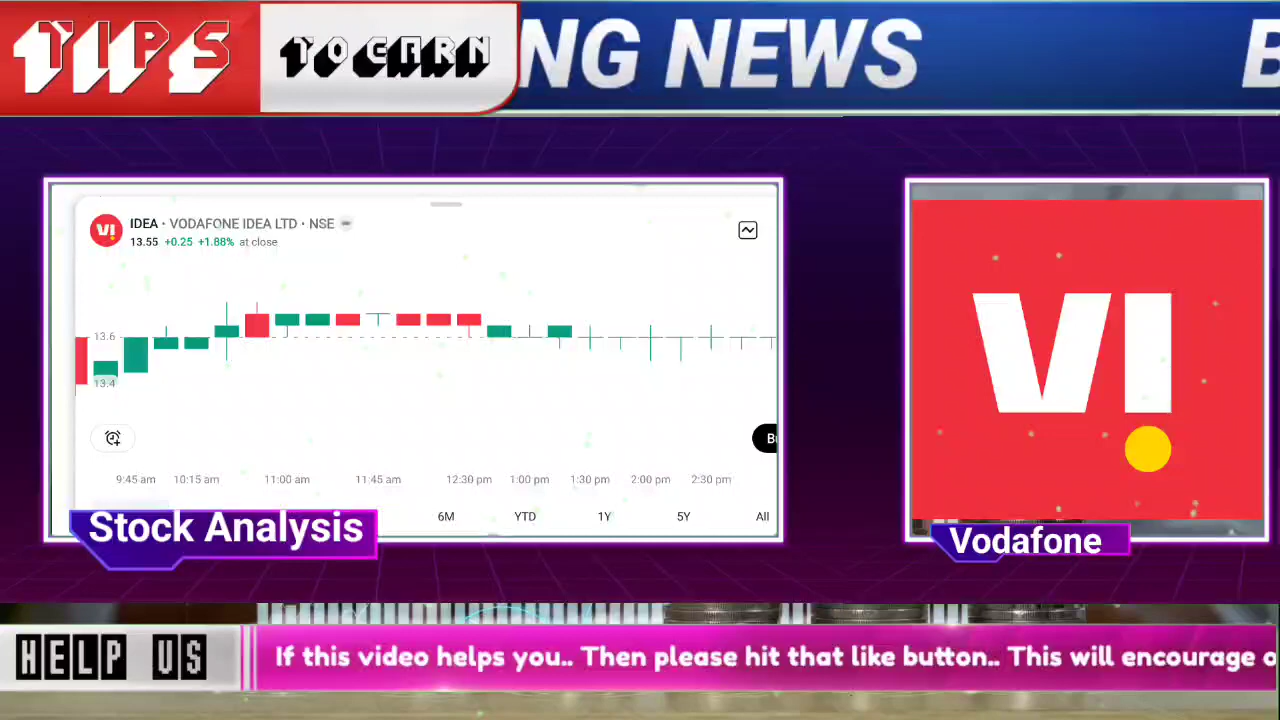 TIPS
TO EARN
NG NEWS
B
IDEA • VODAFONE IDEA LTD • NSE
13.55 +0.25 +1.88% at close
13.6
13.4
9:45 am 10:15 am 11:00 am 11:45 am 12:30 pm 1:00 pm 1:30 pm 2:00 pm 2:30 pm
6M YTD 1Y 5Y All
Stock Analysis
VI
Vodafone
HELP US
If this video helps you.. Then please hit that like button.. This will encourage